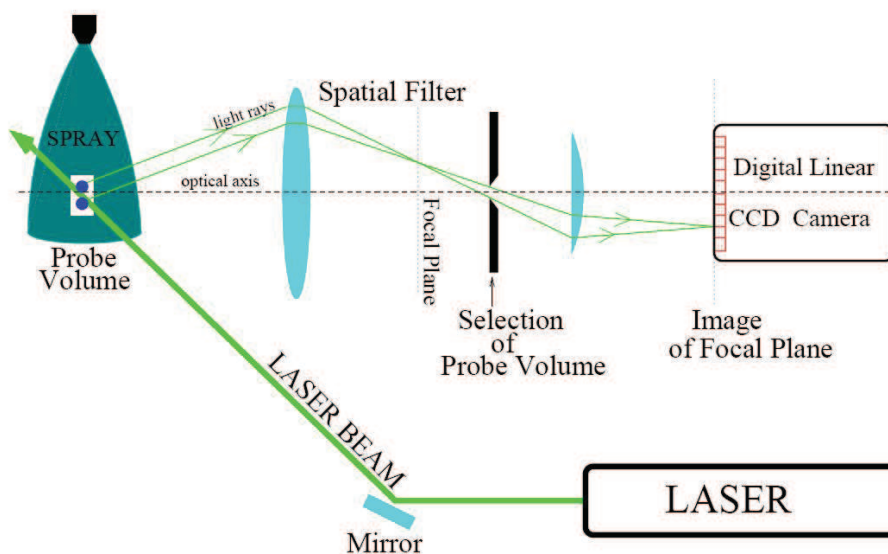 Spatial Filter
light rays
SPRAY
optical axis
Digital Linear
CCD Camera
Focal Plane
Probe
Volume
Selection
of
Probe Volume
Image
of Focal Plane
LASER BEAM
LASER
Mirror